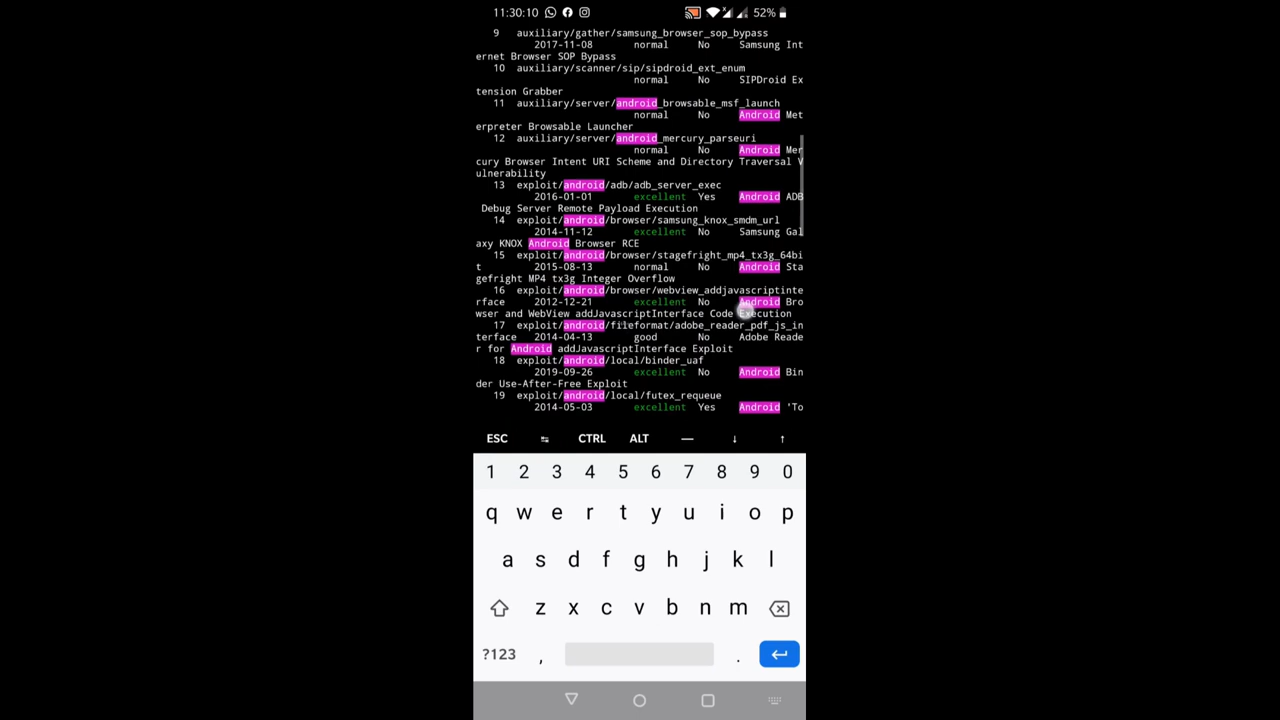 11:30:10 52%
9 auxiliary/gather/samsung_browser_sop_bypass
2017-11-08 normal No Samsung Int
ernet Browser SOP Bypass
10 auxiliary/scanner/sip/sipdroid_ext_enum
normal No SIPDroid Ex
tension Grabber
11 auxiliary/server/android_browsable_msf_launch
normal No Android Met
erpreter Browsable Launcher
12 auxiliary/server/android_mercury_parseuri
normal No Android Mer
cury Browser Intent URI Scheme and Directory Traversal V
ulnerability
13 exploit/android/adb/adb_server_exec
2016-01-01 excellent Yes Android ADB
Debug Server Remote Payload Execution
14 exploit/android/browser/samsung_knox_smdm_url
2014-11-12 excellent No Samsung Gal
axy KNOX Android Browser RCE
15 exploit/android/browser/stagefright_mp4_tx3g_64bi
t 2015-08-13 normal No Android Sta
gefright MP4 tx3g Integer Overflow
16 exploit/android/browser/webview_addjavascriptinte
rface 2012-12-21 excellent No Android Bro
wser and WebView addJavascriptInterface Code Execution
17 exploit/android/fileformat/adobe_reader_pdf_js_in
terface 2014-04-13 good No Adobe Reade
r for Android addJavascriptInterface Exploit
18 exploit/android/local/binder_uaf
2019-09-26 excellent No Android Bin
der Use-After-Free Exploit
19 exploit/android/local/futex_requeue
2014-05-03 excellent Yes Android 'To
ESC ↹ CTRL ALT — ↓ ↑
1 2 3 4 5 6 7 8 9 0
q w e r t y u i o p
a s d f g h j k l
z x c v b n m
?123 , .